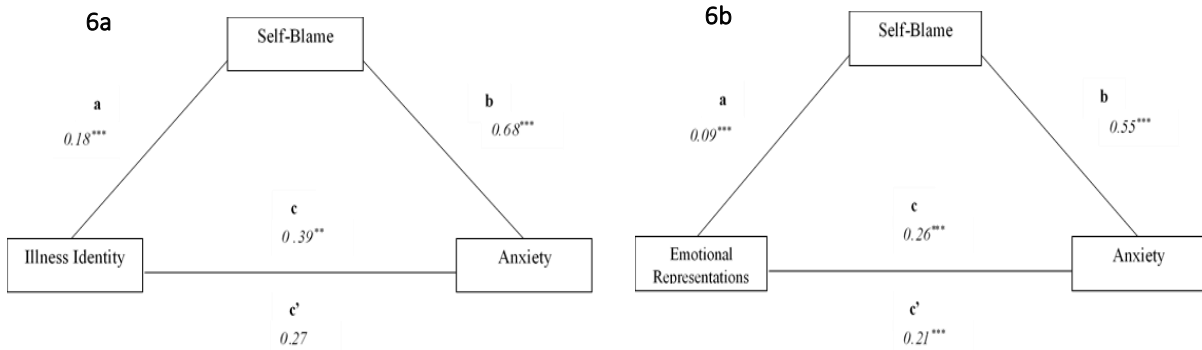 6a
Self-Blame
a
0.18***
b
0.68***
c
0 .39**
Illness Identity
Anxiety
c’
0.27
6b
Self-Blame
a
0.09***
b
0.55***
c
0.26***
Emotional
Representations
Anxiety
c’
0.21***